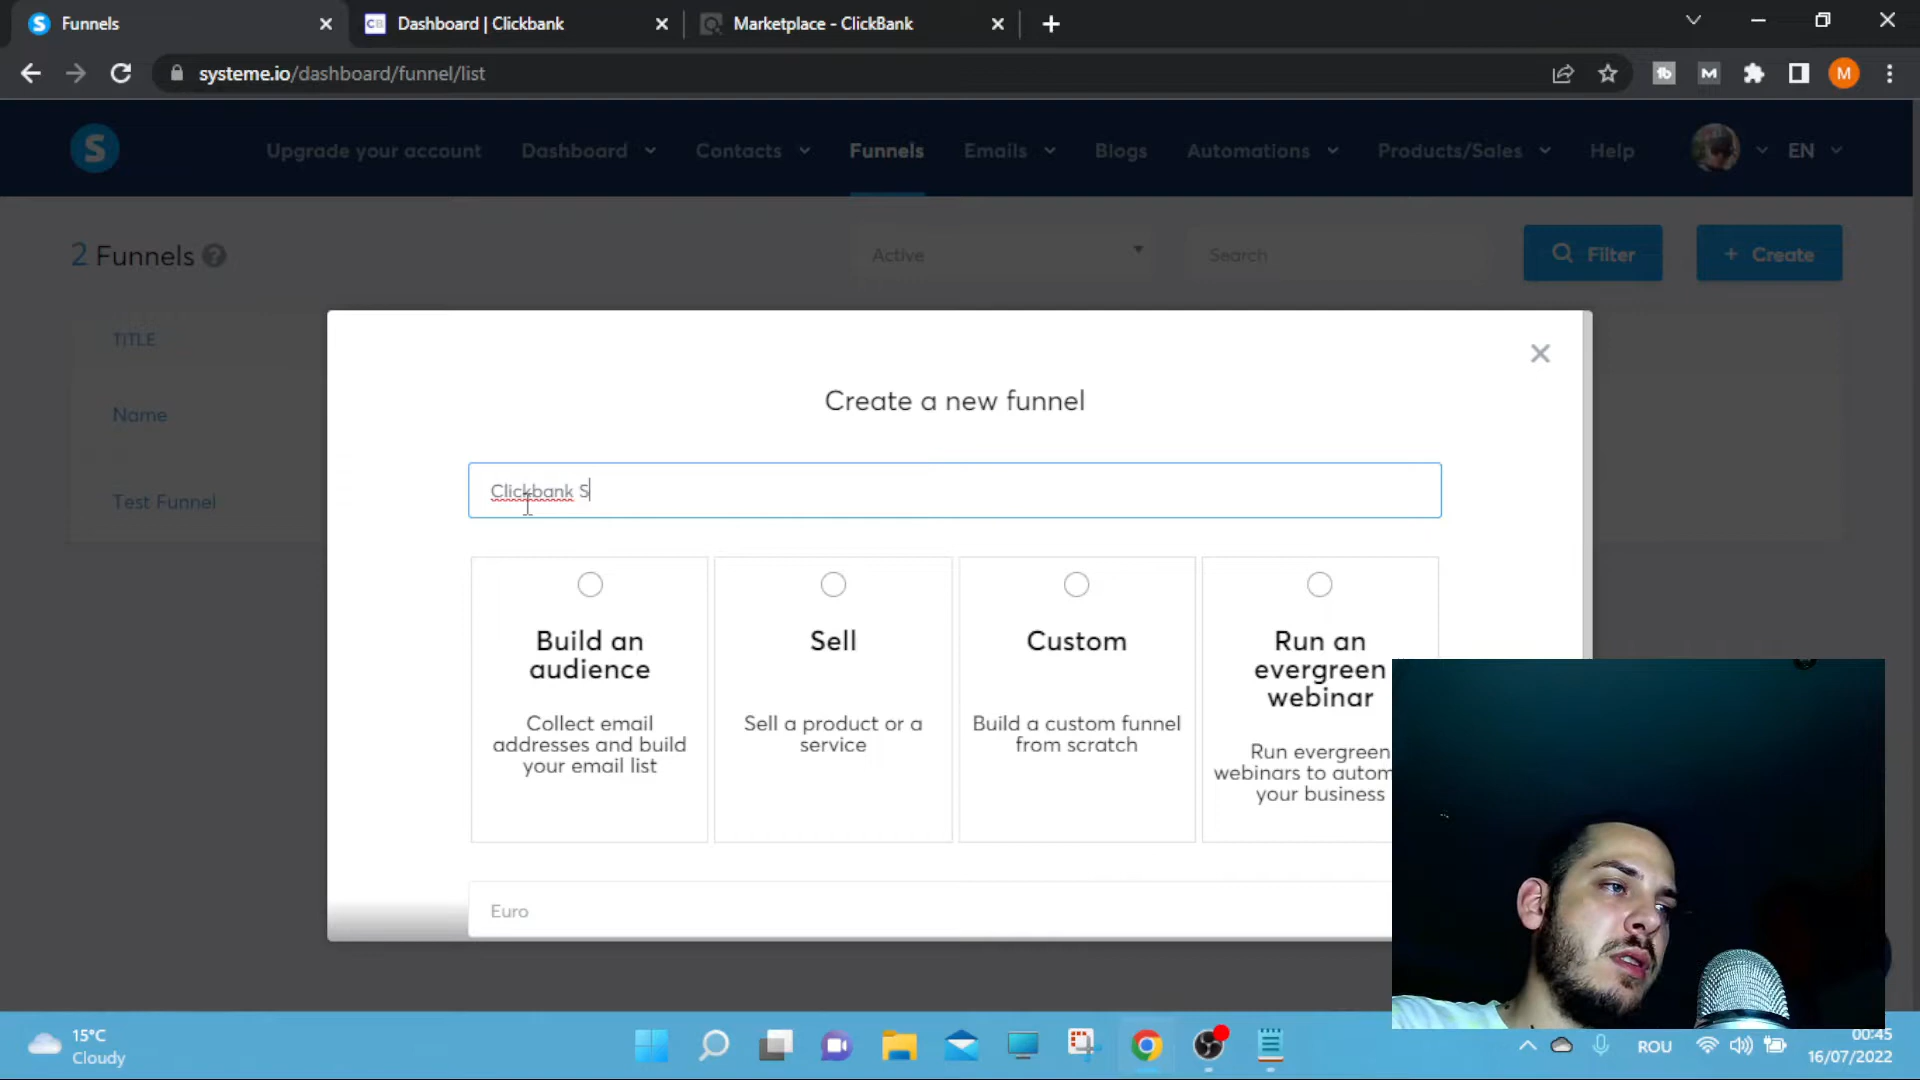 Funnels
Dashboard | Clickbank
Marketplace - ClickBank
systeme.io/dashboard/funnel/list
M
S
Upgrade your account
Dashboard
Contacts
Funnels
Emails
Blogs
Automations
Products/Sales
Help
EN
2 Funnels
Active
Search
Filter
+ Create
TITLE
Name
Test Funnel
Create a new funnel
Clickbank S
Build an
audience
Collect email
addresses and build
your email list
Sell
Sell a product or a
service
Custom
Build a custom funnel
from scratch
Run an
evergreen
webinar
Run evergreen
webinars to autom
your business
Euro
15°C
Cloudy
ROU
00:45
16/07/2022